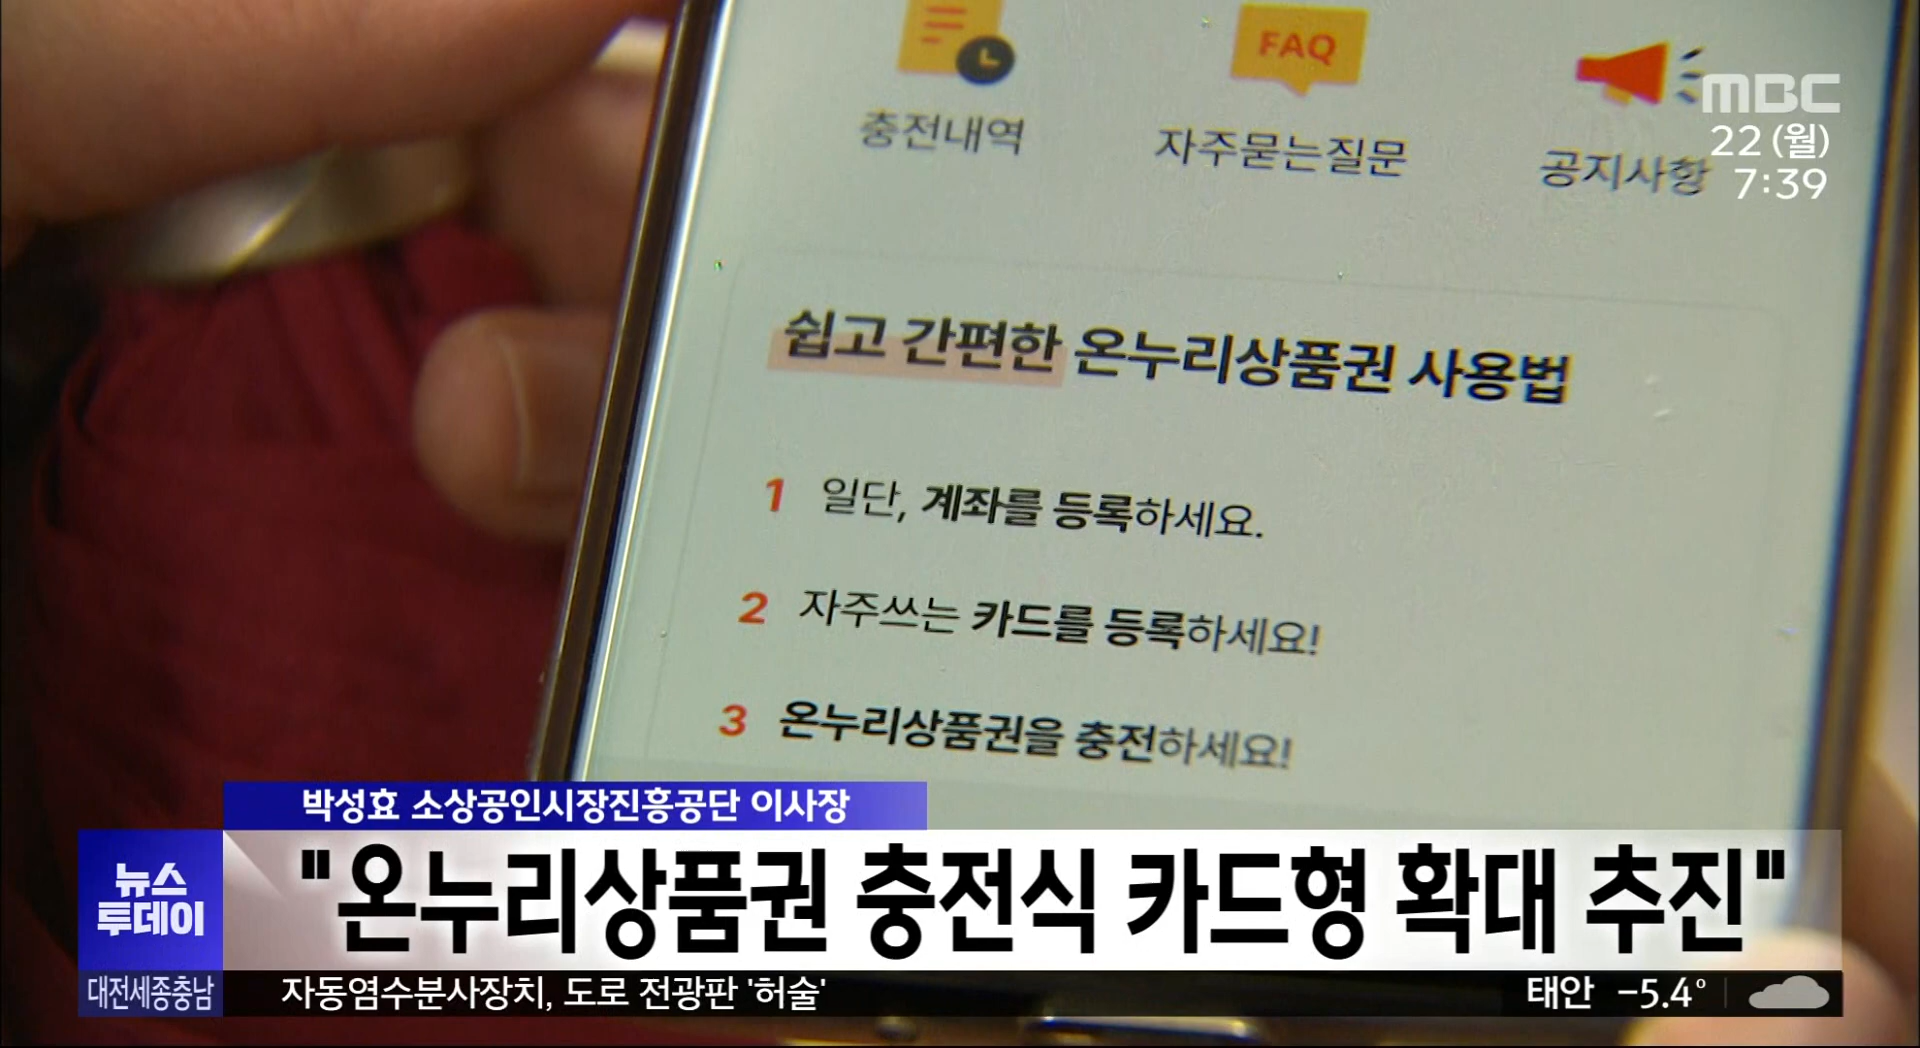 충전내역
FAQ
자주묻는질문
공지사항
MBC
22 (월)
7:39
쉽고 간편한 온누리상품권 사용법
1 일단, 계좌를 등록하세요.
2 자주쓰는 카드를 등록하세요!
3 온누리상품권을 충전하세요!
박성효 소상공인시장진흥공단 이사장
뉴스
투데이
"온누리상품권 충전식 카드형 확대 추진"
대전세종충남
자동염수분사장치, 도로 전광판 '허술'
태안 -5.4°